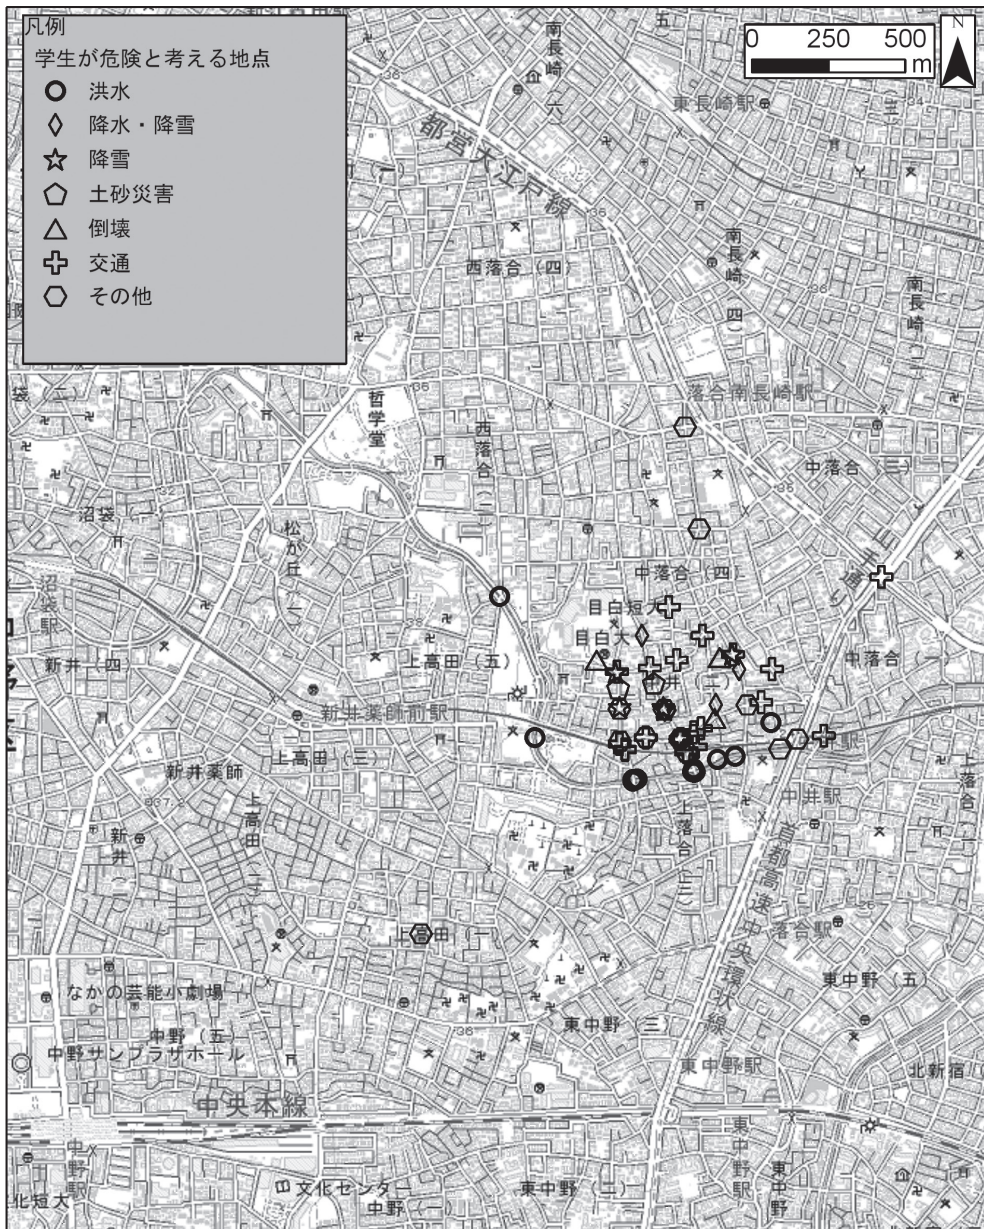 凡例
学生が危険と考える地点
洪水
降水・降雪
降雪
土砂災害
倒壊
交通
その他
0 250 500
m
N
南長崎(六)
東長崎駅
都営大江戸線
西落合(四)
南長崎(四)
南長崎(二)
落合南長崎駅
哲学堂
西落合(二)
中落合(三)
沼袋(一)
松が丘(一)
中落合(四)
沼袋駅
目白短大
目白大
新井(四)
上高田(五)
中落合(一)
新井薬師前駅
上高田(三)
新井薬師
中井駅
上落合(三)
上高田(二)
新井(二)
首都高速中央環状線
上高田(一)
落合駅
東中野(五)
なかの芸能小劇場
中野(五)
東中野(三)
中野サンプラザホール
東中野駅
北新宿
中央本線
東中野駅
中野駅
東中野
北短大
文化センター
東中野(二)
中野(一)